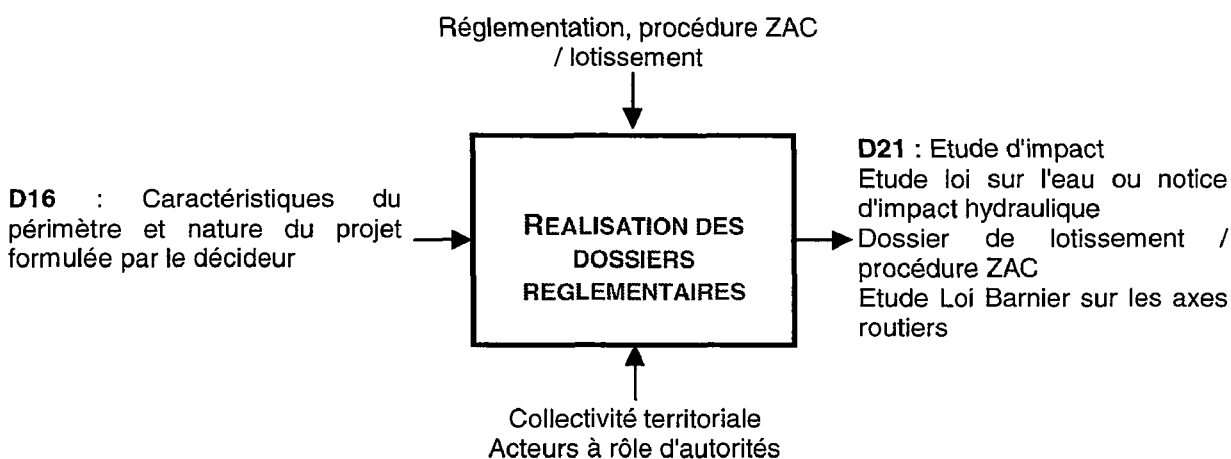 Réglementation, procédure ZAC
/ lotissement
D16 : Caractéristiques du
périmètre et nature du projet
formulée par le décideur
REALISATION DES
DOSSIERS
REGLEMENTAIRES
D21 : Etude d'impact
Etude loi sur l'eau ou notice
d'impact hydraulique
Dossier de lotissement /
procédure ZAC
Etude Loi Barnier sur les axes
routiers
Collectivité territoriale
Acteurs à rôle d'autorités